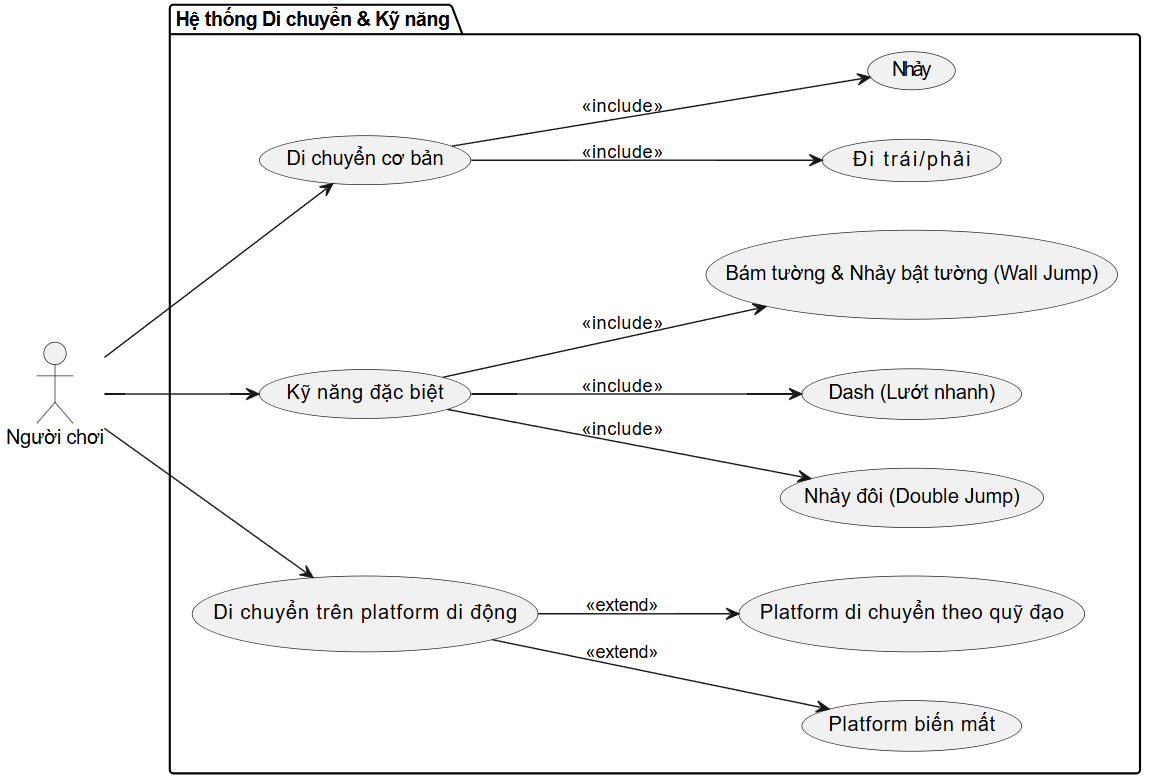 Hệ thống Di chuyển & Kỹ năng
Nhảy
«include»
Di chuyển cơ bản
«include»
Đi trái/phải
Bám tường & Nhảy bật tường (Wall Jump)
«include»
Kỹ năng đặc biệt
«include»
Dash (Lướt nhanh)
«include»
Người chơi
Nhảy đôi (Double Jump)
Di chuyển trên platform di động
«extend»
Platform di chuyển theo quỹ đạo
«extend»
Platform biến mất